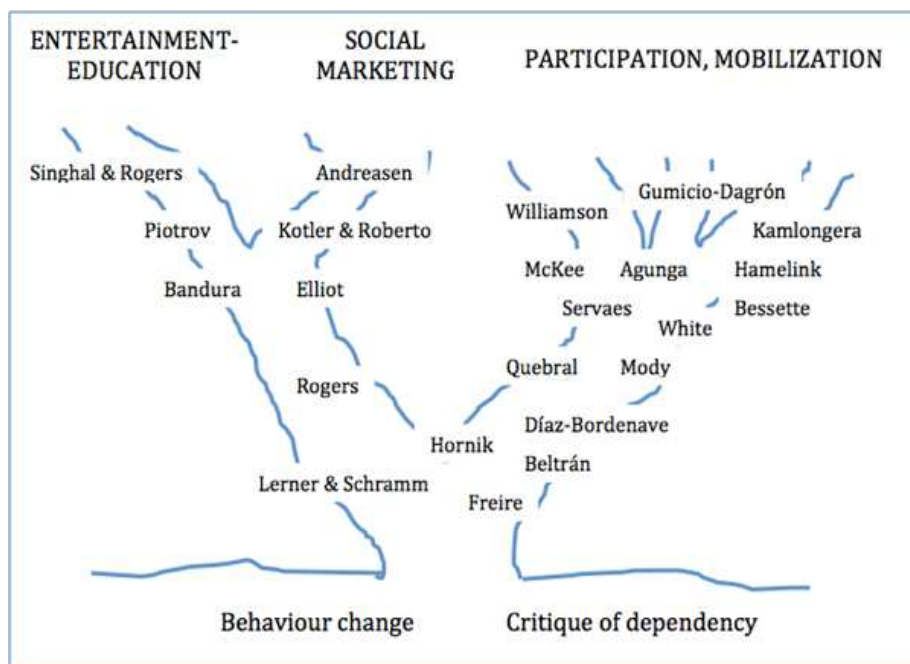 ENTERTAINMENT-
EDUCATION
SOCIAL
MARKETING
PARTICIPATION, MOBILIZATION
Singhal & Rogers
Andreasen
Gumicio-Dagrón
Williamson
Piotrov
Kotler & Roberto
Kamlongera
McKee
Agunga
Hamelink
Bandura
Elliot
Servaes
Bessette
White
Quebral
Mody
Rogers
Díaz-Bordenave
Hornik
Beltrán
Lerner & Schramm
Freire
Behaviour change
Critique of dependency